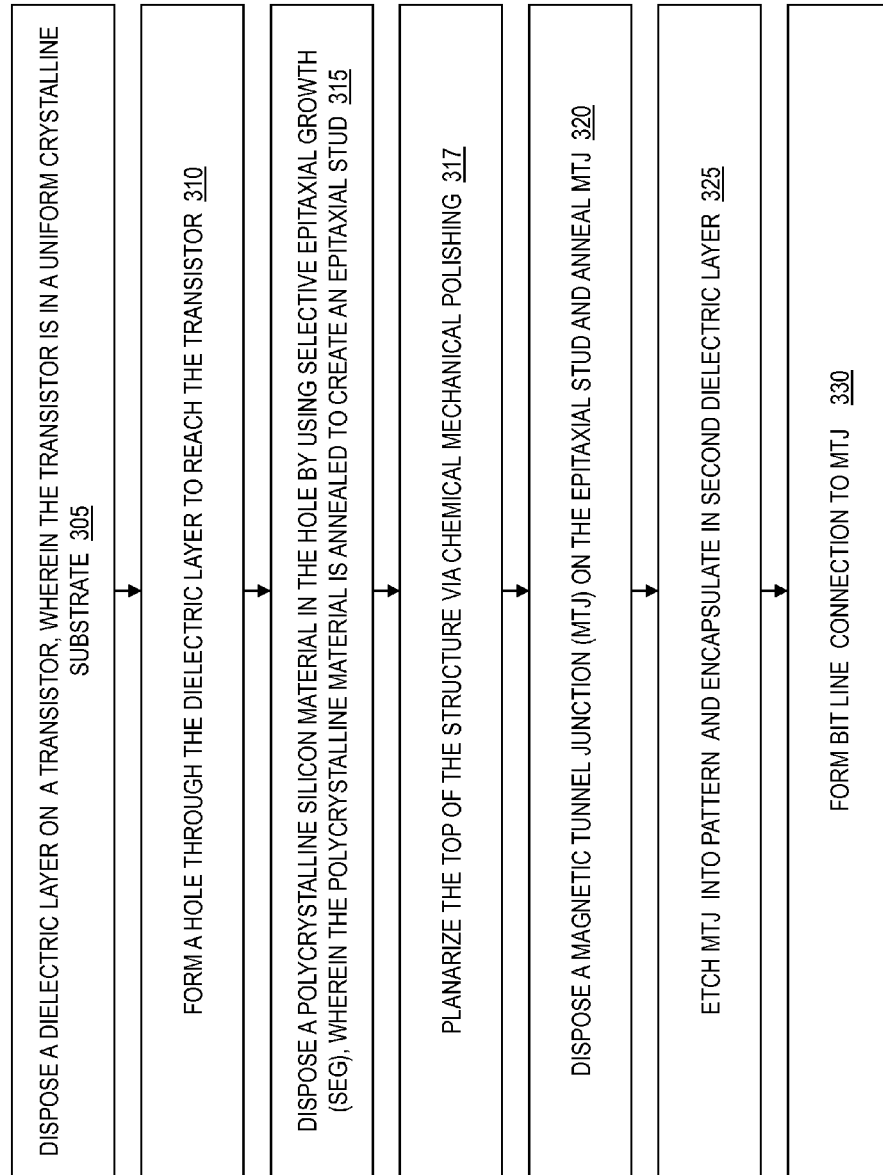 DISPOSE A DIELECTRIC LAYER ON A TRANSISTOR, WHEREIN THE TRANSISTOR IS IN A UNIFORM CRYSTALLINE
SUBSTRATE 305
FORM A HOLE THROUGH THE DIELECTRIC LAYER TO REACH THE TRANSISTOR 310
DISPOSE A POLYCRYSTALLINE SILICON MATERIAL IN THE HOLE BY USING SELECTIVE EPITAXIAL GROWTH
(SEG), WHEREIN THE POLYCRYSTALLINE MATERIAL IS ANNEALED TO CREATE AN EPITAXIAL STUD 315
PLANARIZE THE TOP OF THE STRUCTURE VIA CHEMICAL MECHANICAL POLISHING 317
DISPOSE A MAGNETIC TUNNEL JUNCTION (MTJ) ON THE EPITAXIAL STUD AND ANNEAL MTJ 320
ETCH MTJ INTO PATTERN AND ENCAPSULATE IN SECOND DIELECTRIC LAYER 325
FORM BIT LINE CONNECTION TO MTJ 330